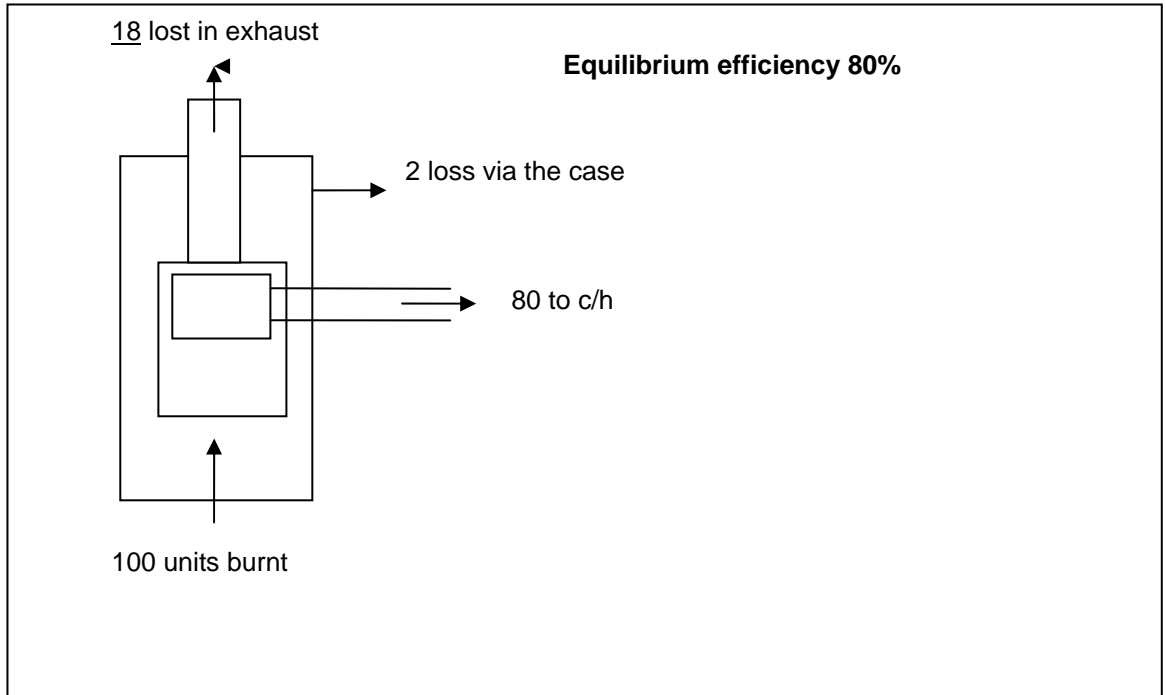 18 lost in exhaust
Equilibrium efficiency 80%
2 loss via the case
80 to c/h
100 units burnt